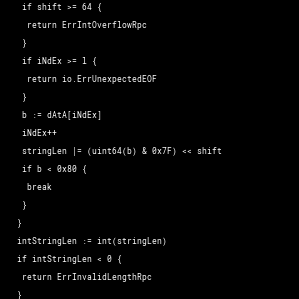 if shift >= 64 {
return ErrIntOverflowRpc
}
if iNdEx >= l {
return io.ErrUnexpectedEOF
}
b := dAtA[iNdEx]
iNdEx++
stringLen |= (uint64(b) & 0x7F) << shift
if b < 0x80 {
break
}
}
intStringLen := int(stringLen)
if intStringLen < 0 {
return ErrInvalidLengthRpc
}